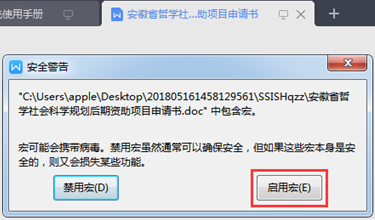 统使用手册
安徽省哲学社...助项目申请书
安全警告
"C:\Users\apple\Desktop\201805161458129561\SSISHqzz\安徽省哲
学社会科学规划后期资助项目申请书.doc" 中包含宏。
宏可能会携带病毒。禁用宏虽然通常可以确保安全，但如果这些宏本身是安
全的，则又会损失某些功能。
禁用宏(D)
启用宏(E)